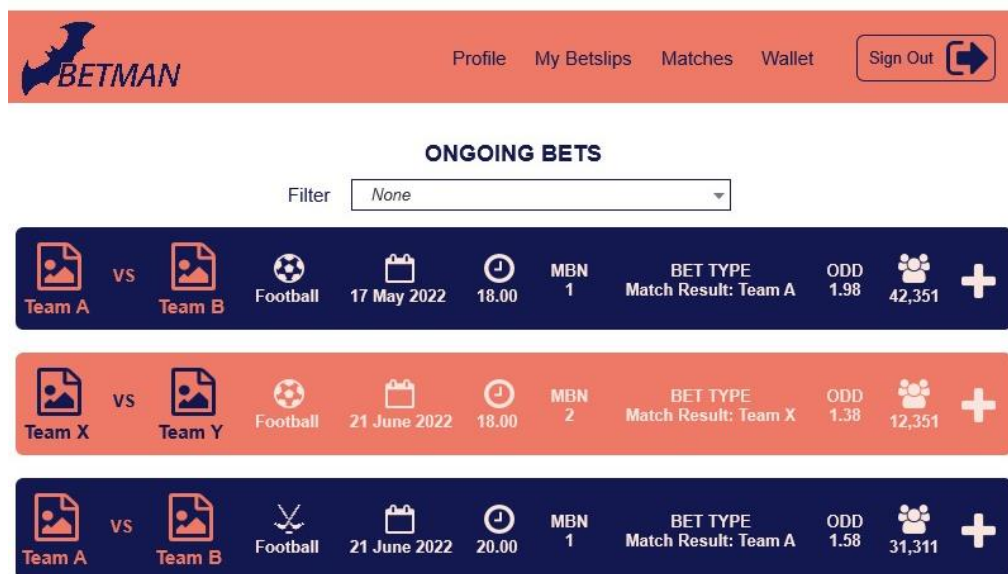 BETMAN
Profile My Betslips Matches Wallet Sign Out
ONGOING BETS
Filter None
Team A VS Team B Football 17 May 2022 18.00 MBN 1 BET TYPE Match Result: Team A ODD 1.98 42,351
Team X VS Team Y Football 21 June 2022 18.00 MBN 2 BET TYPE Match Result: Team X ODD 1.38 12,351
Team A VS Team B Football 21 June 2022 20.00 MBN 1 BET TYPE Match Result: Team A ODD 1.58 31,311